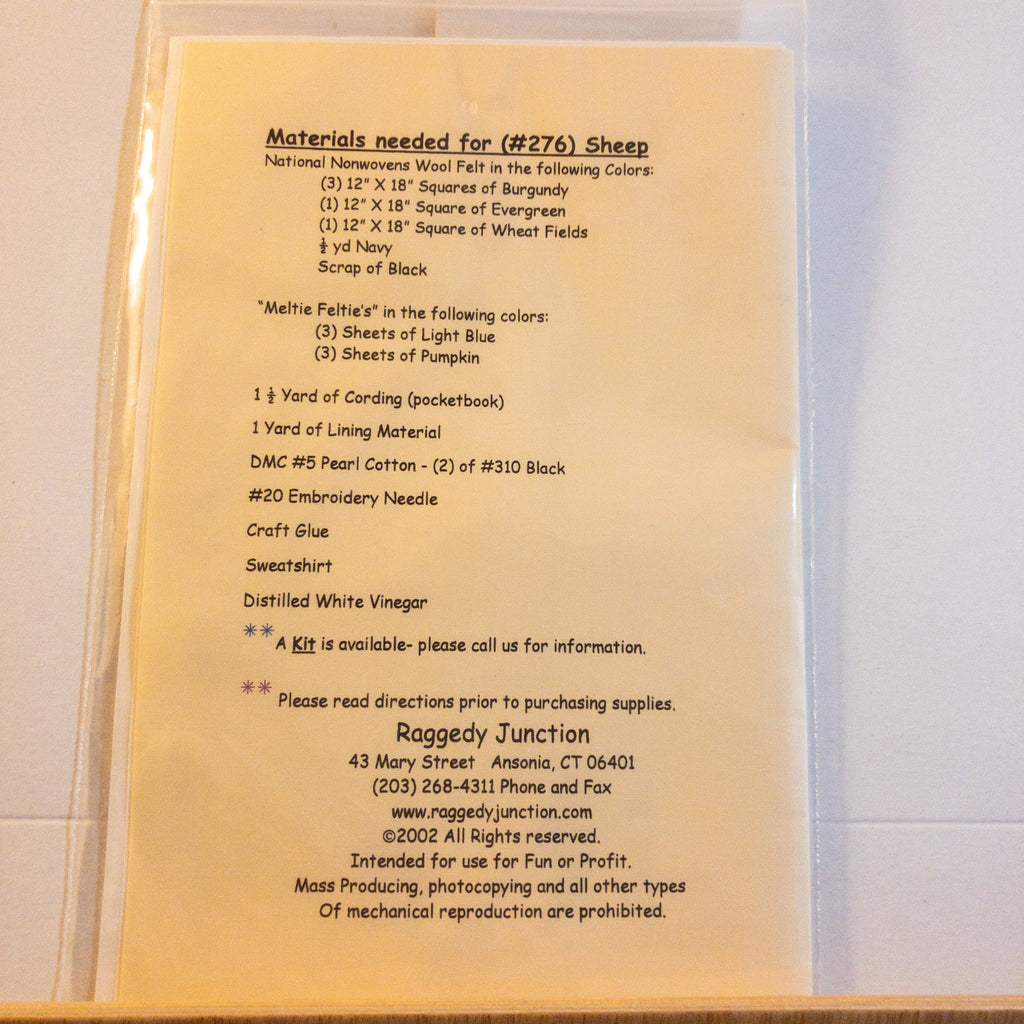 Materials needed for (#276) Sheep
National Nonwovens Wool Felt in the following Colors:
(3) 12" X 18" Squares of Burgundy
(1) 12" X 18" Square of Evergreen
(1) 12" X 18" Square of Wheat Fields
½ yd Navy
Scrap of Black
"Meltie Feltie's" in the following colors:
(3) Sheets of Light Blue
(3) Sheets of Pumpkin
1 ½ Yard of Cording (pocketbook)
1 Yard of Lining Material
DMC #5 Pearl Cotton - (2) of #310 Black
#20 Embroidery Needle
Craft Glue
Sweatshirt
Distilled White Vinegar
** A Kit is available- please call us for information.
** Please read directions prior to purchasing supplies.
Raggedy Junction
43 Mary Street Ansonia, CT 06401
(203) 268-4311 Phone and Fax
www.raggedyjunction.com
©2002 All Rights reserved.
Intended for use for Fun or Profit.
Mass Producing, photocopying and all other types
Of mechanical reproduction are prohibited.